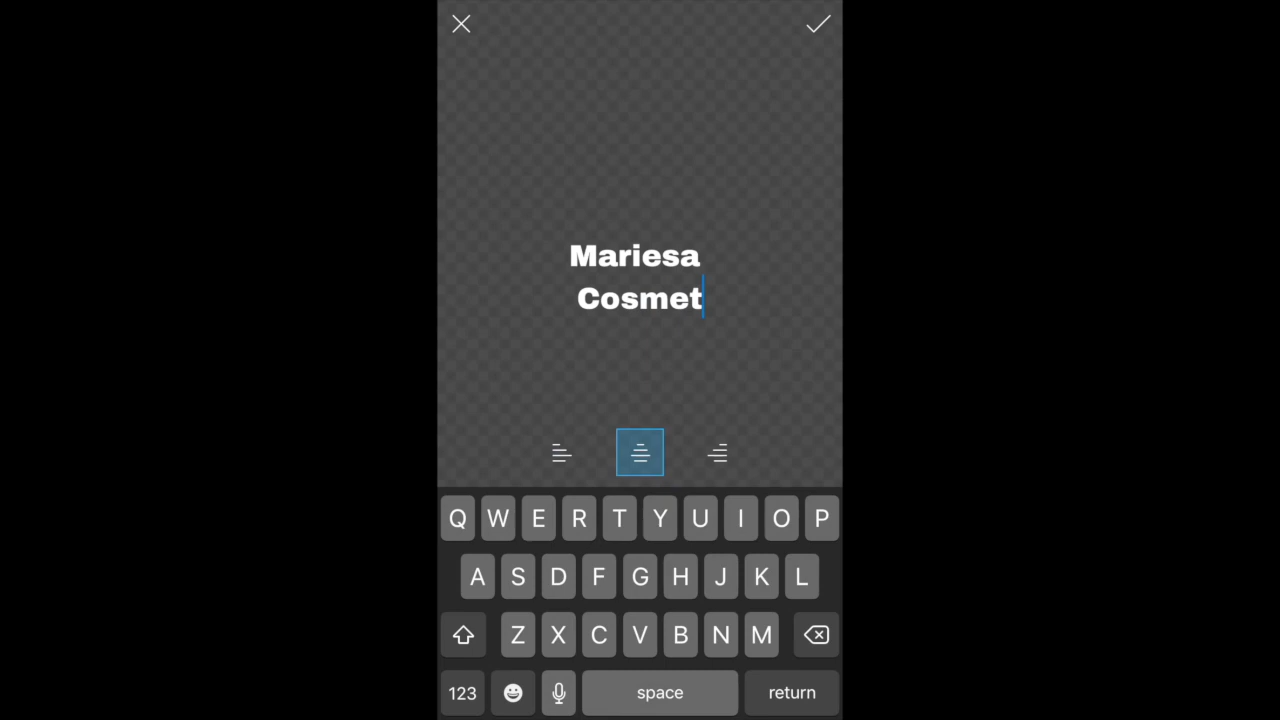 Mariesa
Cosmet
Q W E R T Y U I O P
A S D F G H J K L
Z X C V B N M
123 space return